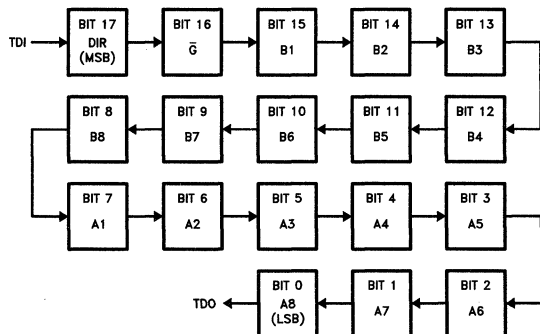 BIT 17 BIT 16 BIT 15 BIT 14 BIT 13
TDI DIR G̅ B1 B2 B3
(MSB)
BIT 8 BIT 9 BIT 10 BIT 11 BIT 12
B8 B7 B6 B5 B4
BIT 7 BIT 6 BIT 5 BIT 4 BIT 3
A1 A2 A3 A4 A5
BIT 0 BIT 1 BIT 2
TDO A8 A7 A6
(LSB)